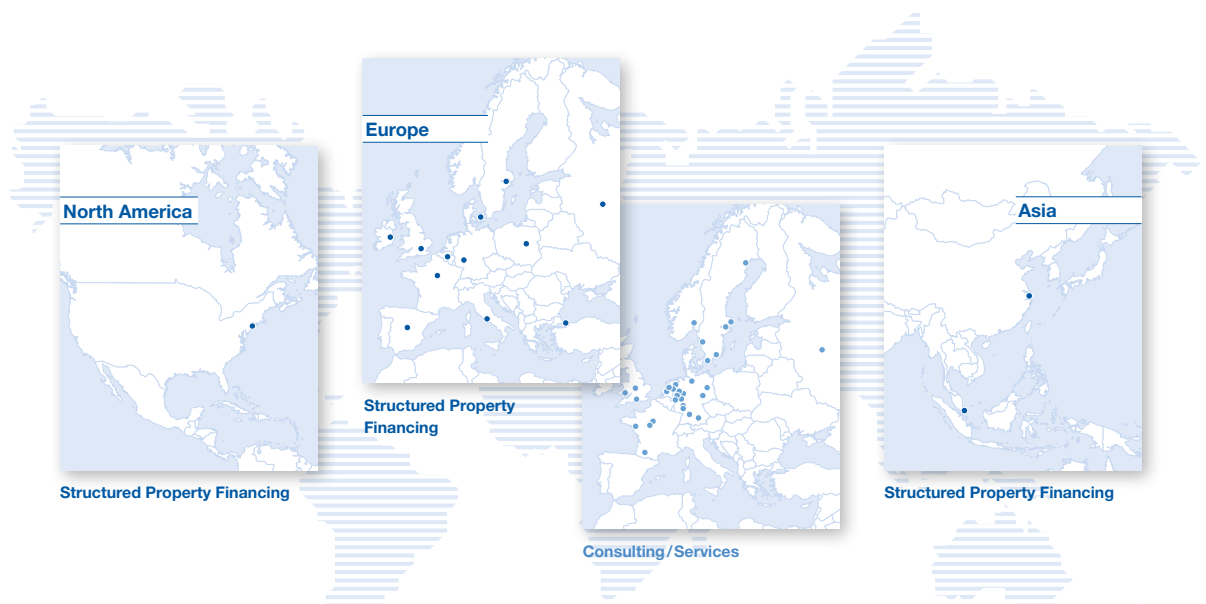 North America
Structured Property Financing
Europe
Structured Property
Financing
Consulting/Services
Asia
Structured Property Financing